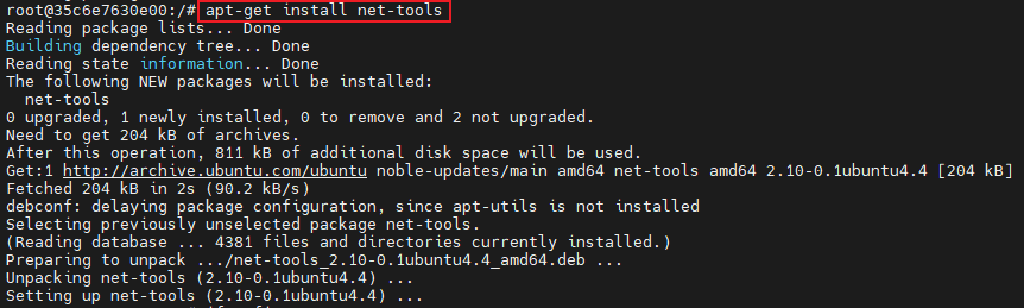 root@35c6e7630e00:/# apt-get install net-tools
Reading package lists... Done
Building dependency tree... Done
Reading state information... Done
The following NEW packages will be installed:
  net-tools
0 upgraded, 1 newly installed, 0 to remove and 2 not upgraded.
Need to get 204 kB of archives.
After this operation, 811 kB of additional disk space will be used.
Get:1 http://archive.ubuntu.com/ubuntu noble-updates/main amd64 net-tools amd64 2.10-0.1ubuntu4.4 [204 kB]
Fetched 204 kB in 2s (90.2 kB/s)
debconf: delaying package configuration, since apt-utils is not installed
Selecting previously unselected package net-tools.
(Reading database ... 4381 files and directories currently installed.)
Preparing to unpack .../net-tools_2.10-0.1ubuntu4.4_amd64.deb ...
Unpacking net-tools (2.10-0.1ubuntu4.4) ...
Setting up net-tools (2.10-0.1ubuntu4.4) ...